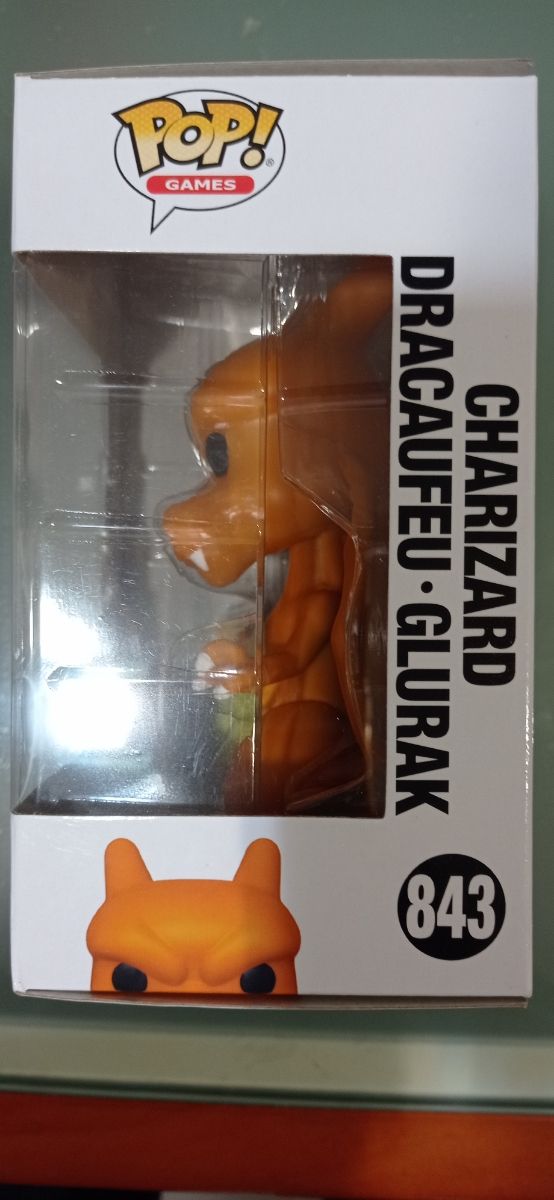 POP!
GAMES
CHARIZARD
DRACAUFEU · GLURAK
843